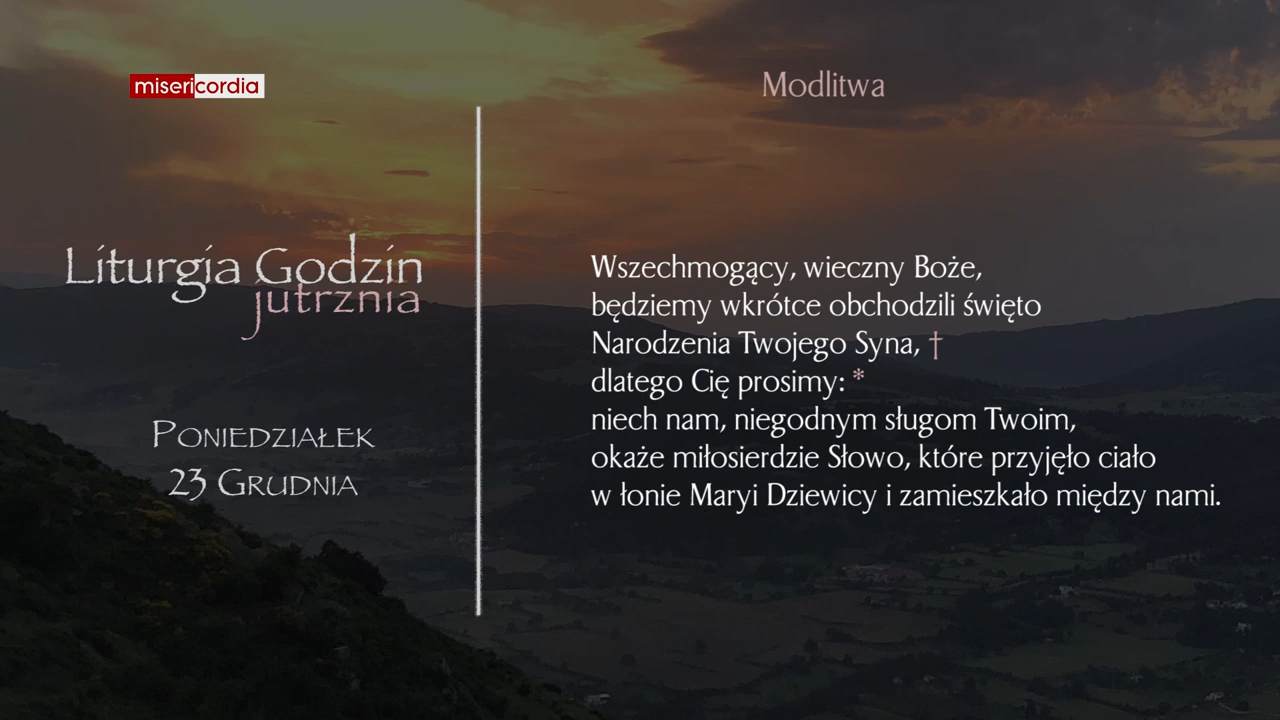 misericordia
Liturgia Godzin
jutrznia
Poniedziałek
23 Grudnia
Modlitwa
Wszechmogący, wieczny Boże,
będziemy wkrótce obchodzili święto
Narodzenia Twojego Syna, †
dlatego Cię prosimy: *
niech nam, niegodnym sługom Twoim,
okaże miłosierdzie Słowo, które przyjęło ciało
w łonie Maryi Dziewicy i zamieszkało między nami.